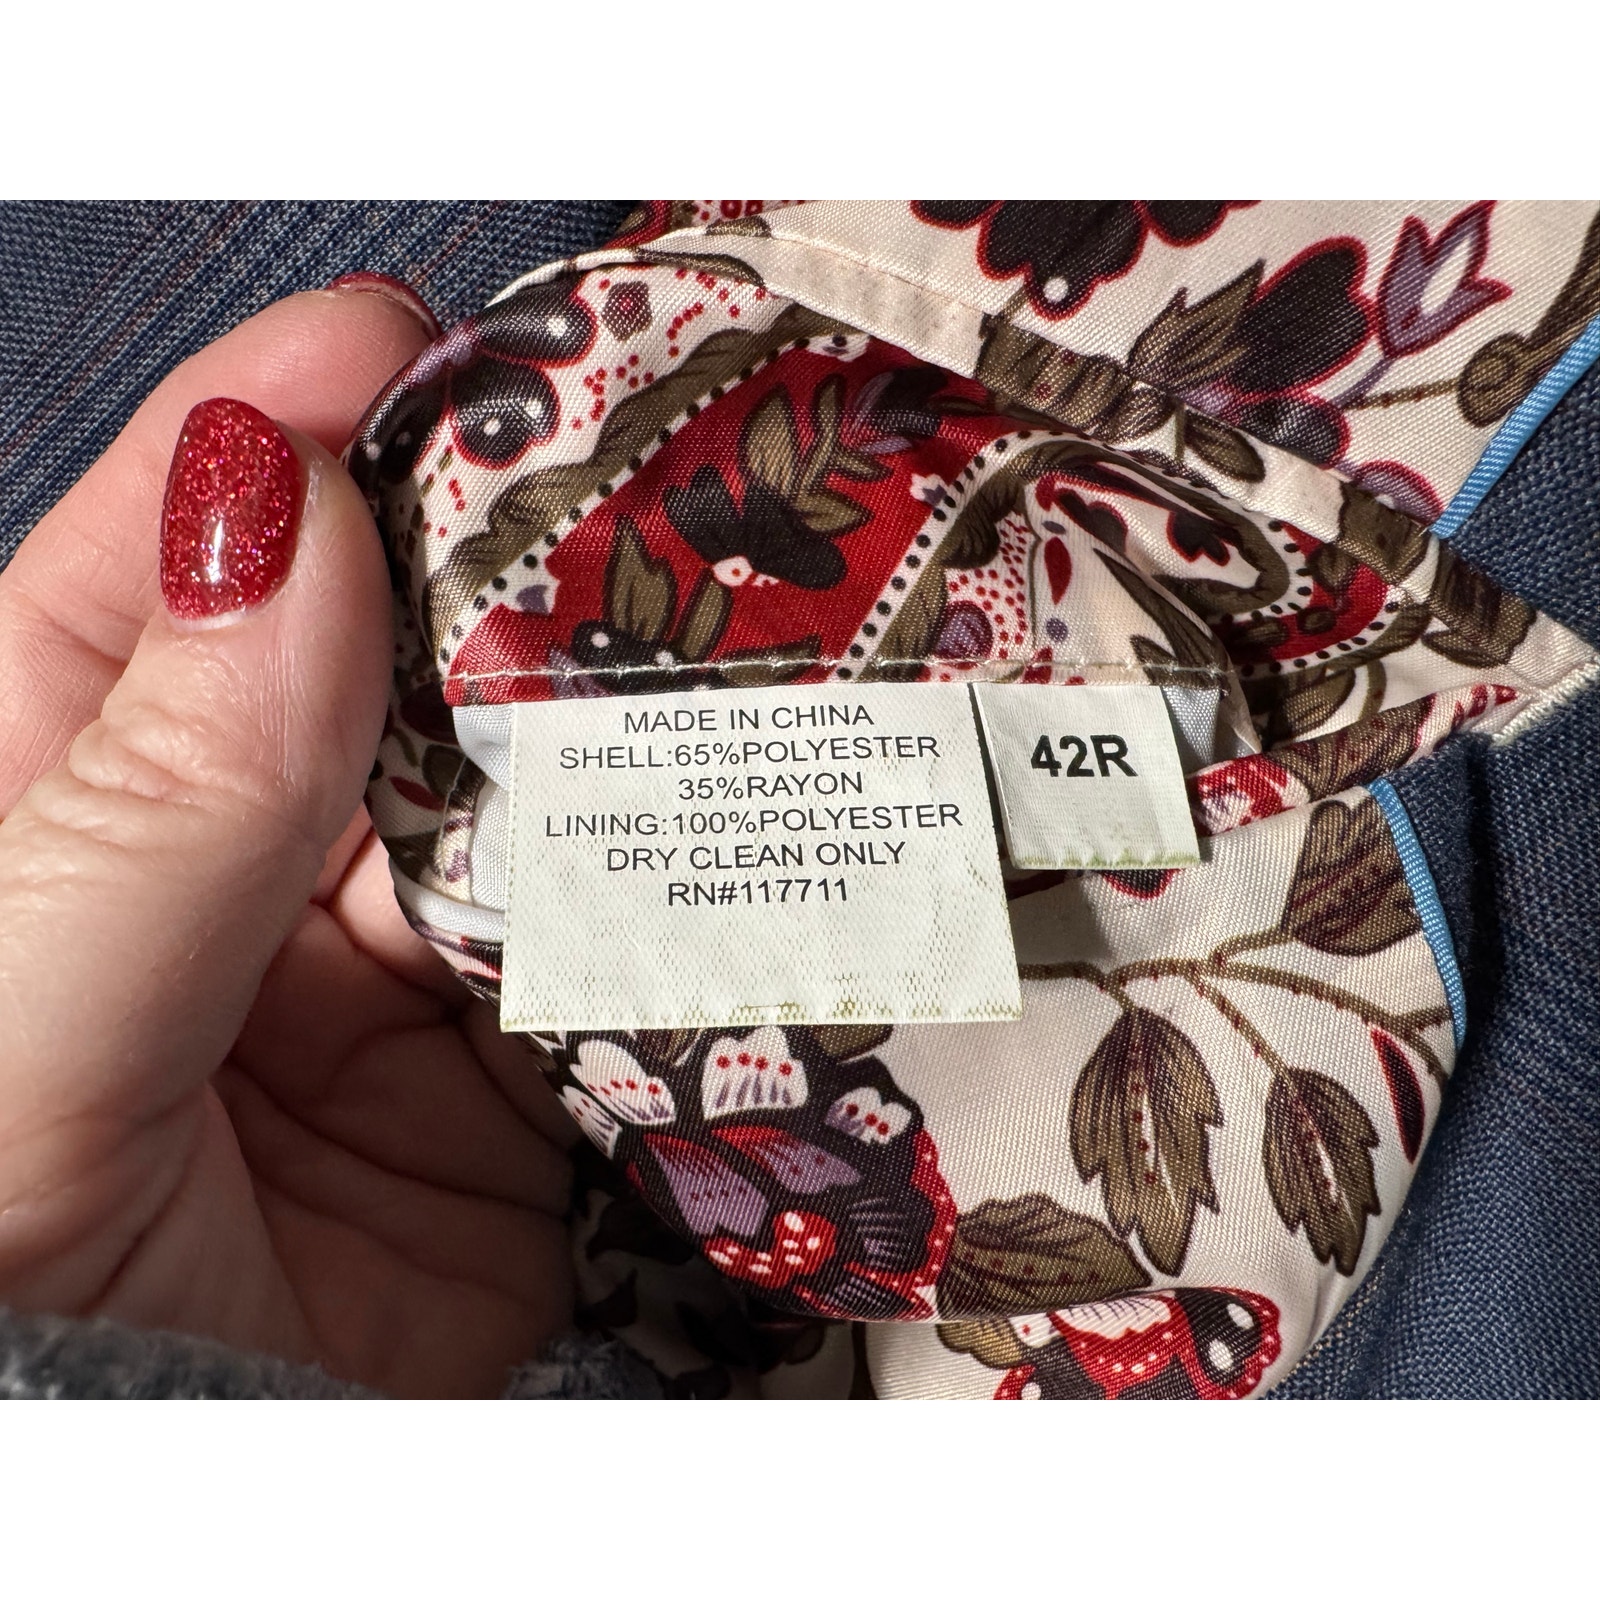 MADE IN CHINA
SHELL:65%POLYESTER
35%RAYON
LINING:100%POLYESTER
DRY CLEAN ONLY
RN#117711
42R